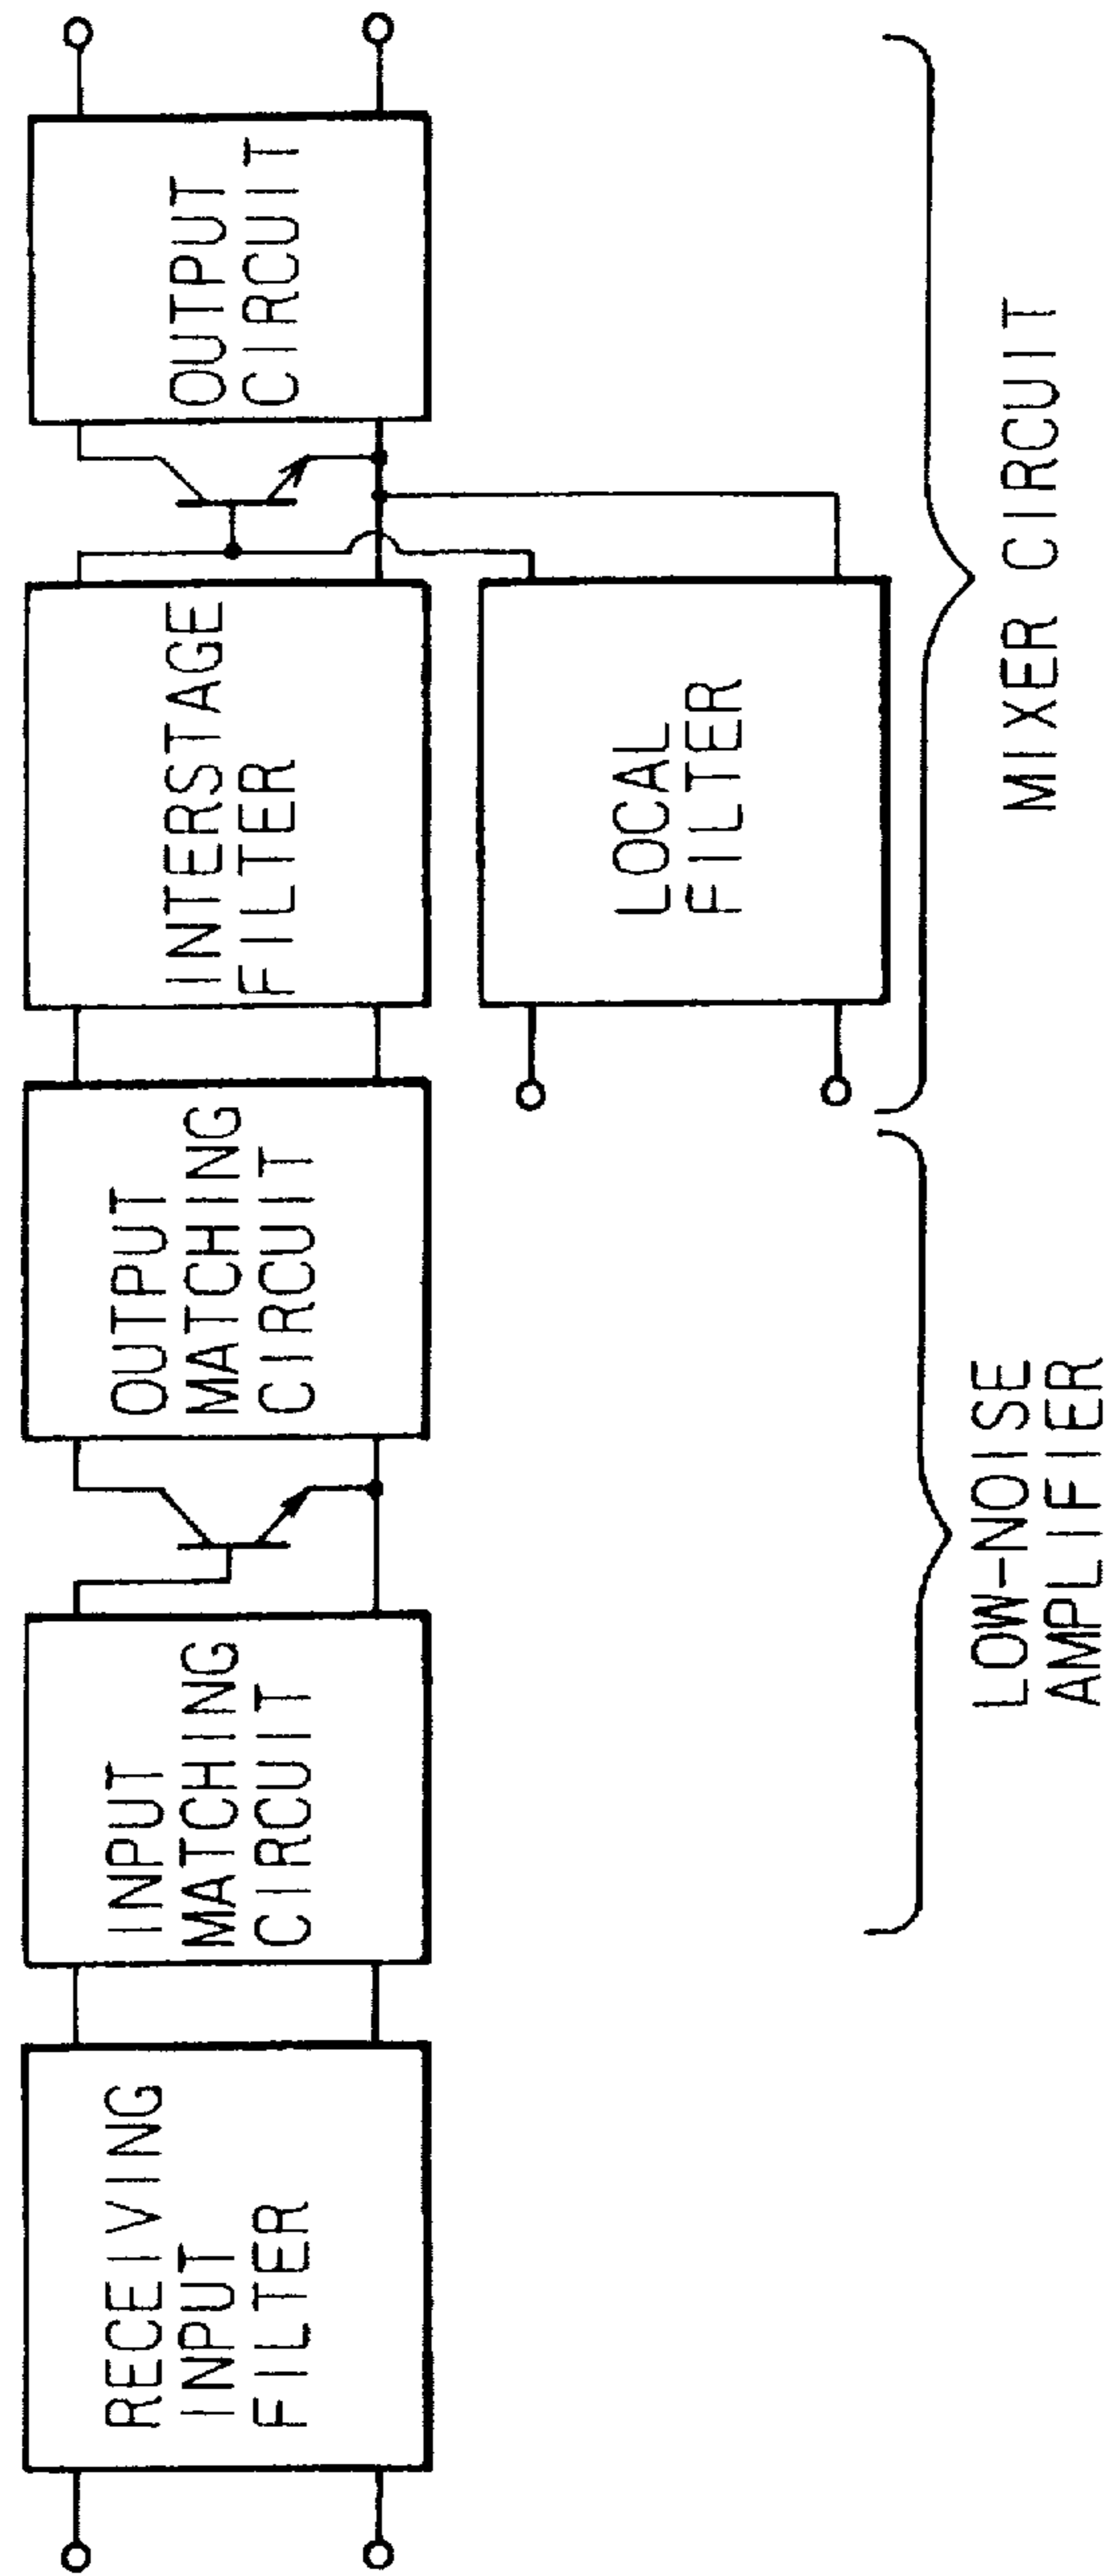 RECEIVING
INPUT
FILTER
INPUT
MATCHING
CIRCUIT
OUTPUT
MATCHING
CIRCUIT
INTERSTAGE
FILTER
OUTPUT
CIRCUIT
LOCAL
FILTER
LOW-NOISE
AMPLIFIER
MIXER CIRCUIT